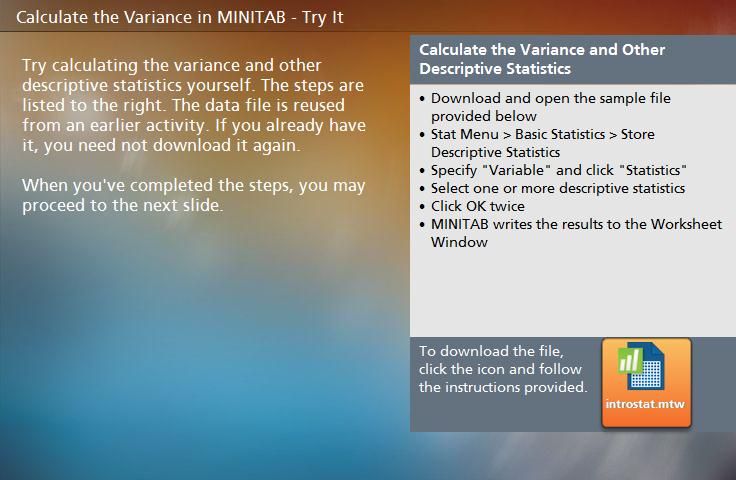 Calculate the Variance in MINITAB - Try It
Try calculating the variance and other
descriptive statistics yourself. The steps are
listed to the right. The data file is reused
from an earlier activity. If you already have
it, you need not download it again.
When you've completed the steps, you may
proceed to the next slide.
Calculate the Variance and Other
Descriptive Statistics
• Download and open the sample file
provided below
• Stat Menu > Basic Statistics > Store
Descriptive Statistics
• Specify "Variable" and click "Statistics"
• Select one or more descriptive statistics
• Click OK twice
• MINITAB writes the results to the Worksheet
Window
To download the file,
click the icon and follow
the instructions provided.
introstat.mtw